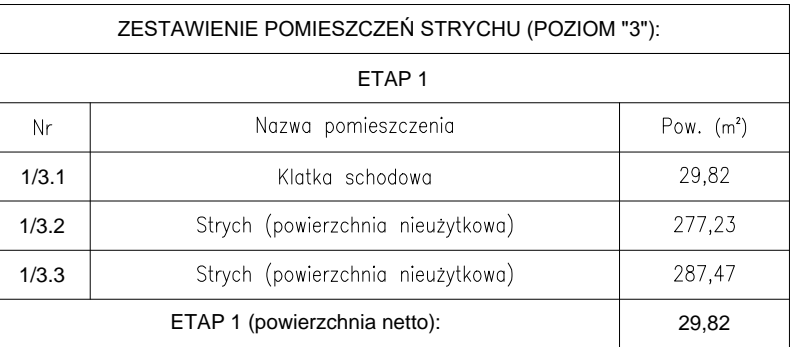 ZESTAWIENIE POMIESZCZEŃ STRYCHU (POZIOM "3"):
ETAP 1
Nr Nazwa pomieszczenia Pow. (m²)
1/3.1 Klatka schodowa 29,82
1/3.2 Strych (powierzchnia nieużytkowa) 277,23
1/3.3 Strych (powierzchnia nieużytkowa) 287,47
ETAP 1 (powierzchnia netto): 29,82